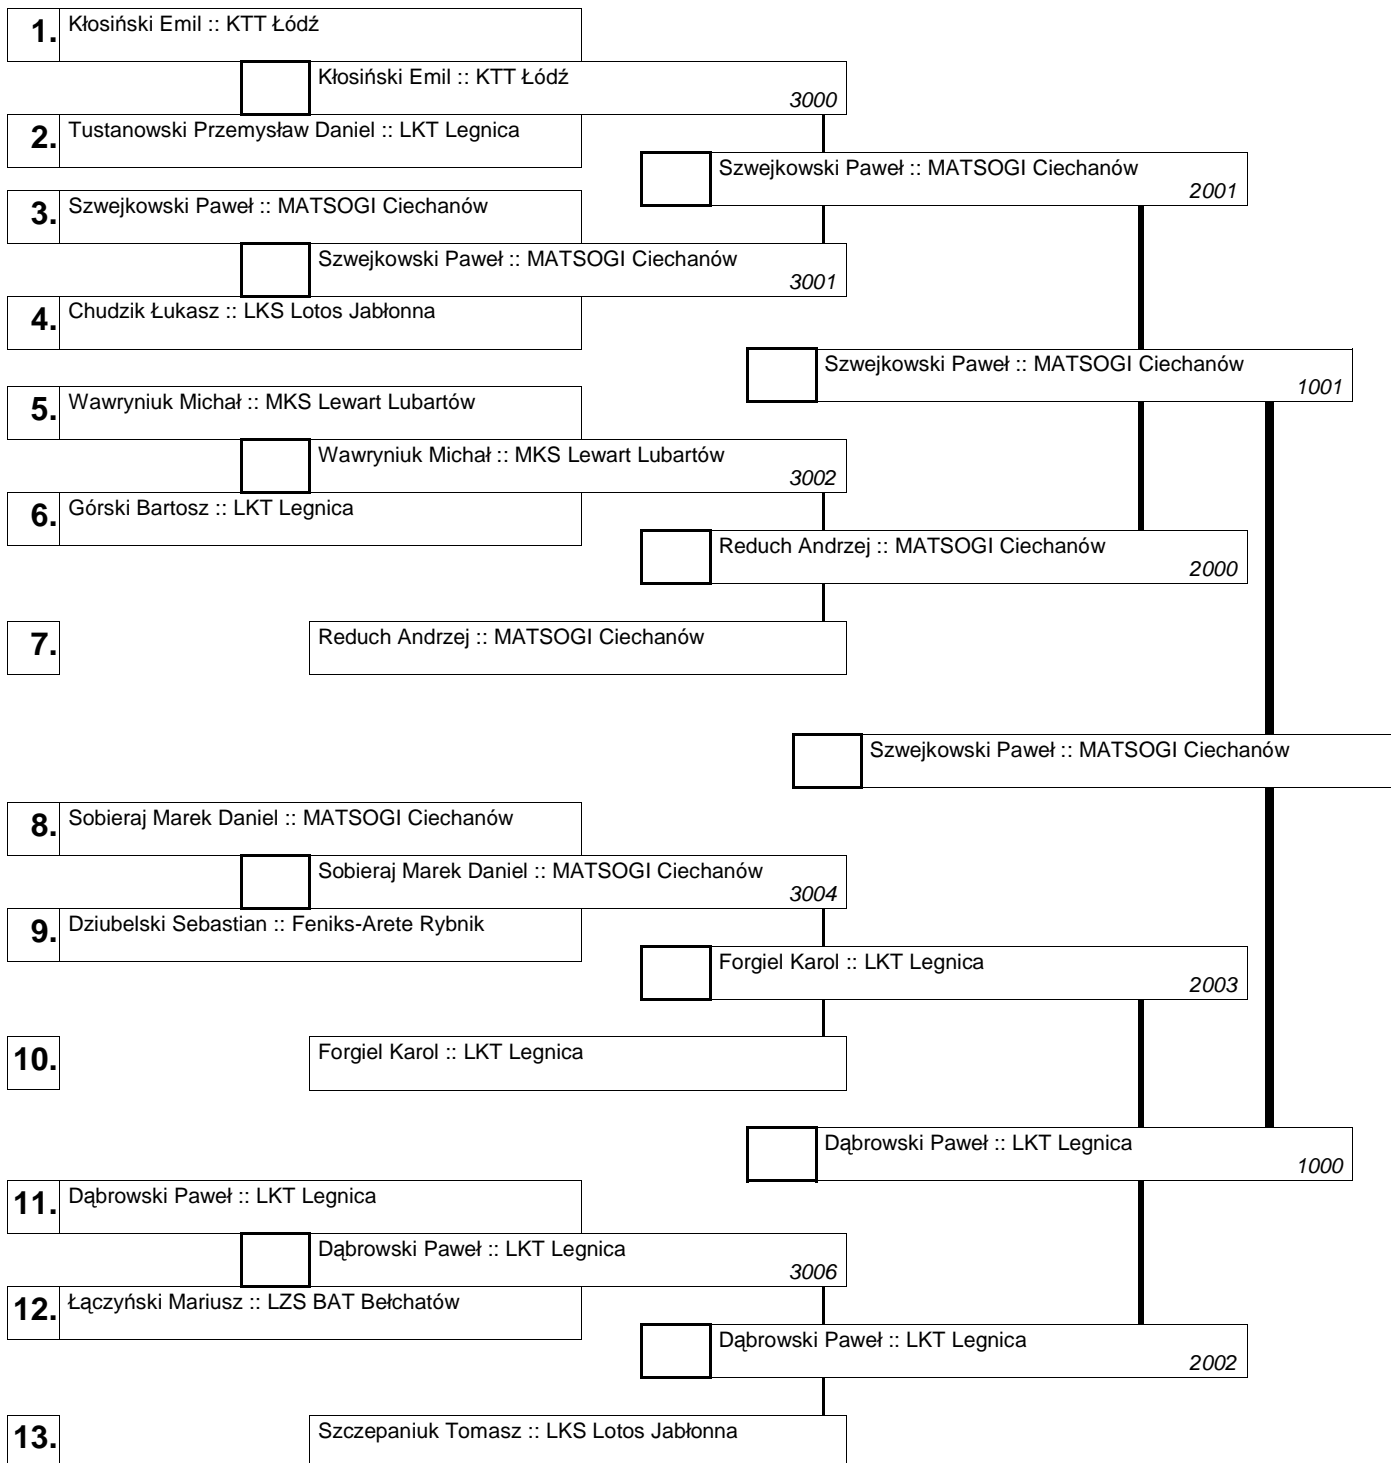 1. Kłosiński Emil :: KTT Łódź
Kłosiński Emil :: KTT Łódź
3000
2. Tustanowski Przemysław Daniel :: LKT Legnica
Szwejkowski Paweł :: MATSOGI Ciechanów
2001
3. Szwejkowski Paweł :: MATSOGI Ciechanów
Szwejkowski Paweł :: MATSOGI Ciechanów
3001
4. Chudzik Łukasz :: LKS Lotos Jabłonna
Szwejkowski Paweł :: MATSOGI Ciechanów
1001
5. Wawryniuk Michał :: MKS Lewart Lubartów
Wawryniuk Michał :: MKS Lewart Lubartów
3002
6. Górski Bartosz :: LKT Legnica
Reduch Andrzej :: MATSOGI Ciechanów
2000
7. Reduch Andrzej :: MATSOGI Ciechanów
Szwejkowski Paweł :: MATSOGI Ciechanów
8. Sobieraj Marek Daniel :: MATSOGI Ciechanów
Sobieraj Marek Daniel :: MATSOGI Ciechanów
3004
9. Dziubelski Sebastian :: Feniks-Arete Rybnik
Forgiel Karol :: LKT Legnica
2003
10. Forgiel Karol :: LKT Legnica
Dąbrowski Paweł :: LKT Legnica
1000
11. Dąbrowski Paweł :: LKT Legnica
Dąbrowski Paweł :: LKT Legnica
3006
12. Łączyński Mariusz :: LZS BAT Bełchatów
Dąbrowski Paweł :: LKT Legnica
2002
13. Szczepaniuk Tomasz :: LKS Lotos Jabłonna